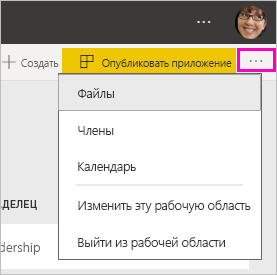 Создать
Опубликовать приложение
Файлы
Члены
Календарь
Изменить эту рабочую область
ДЕЛЕЦ
Выйти из рабочей области
dership